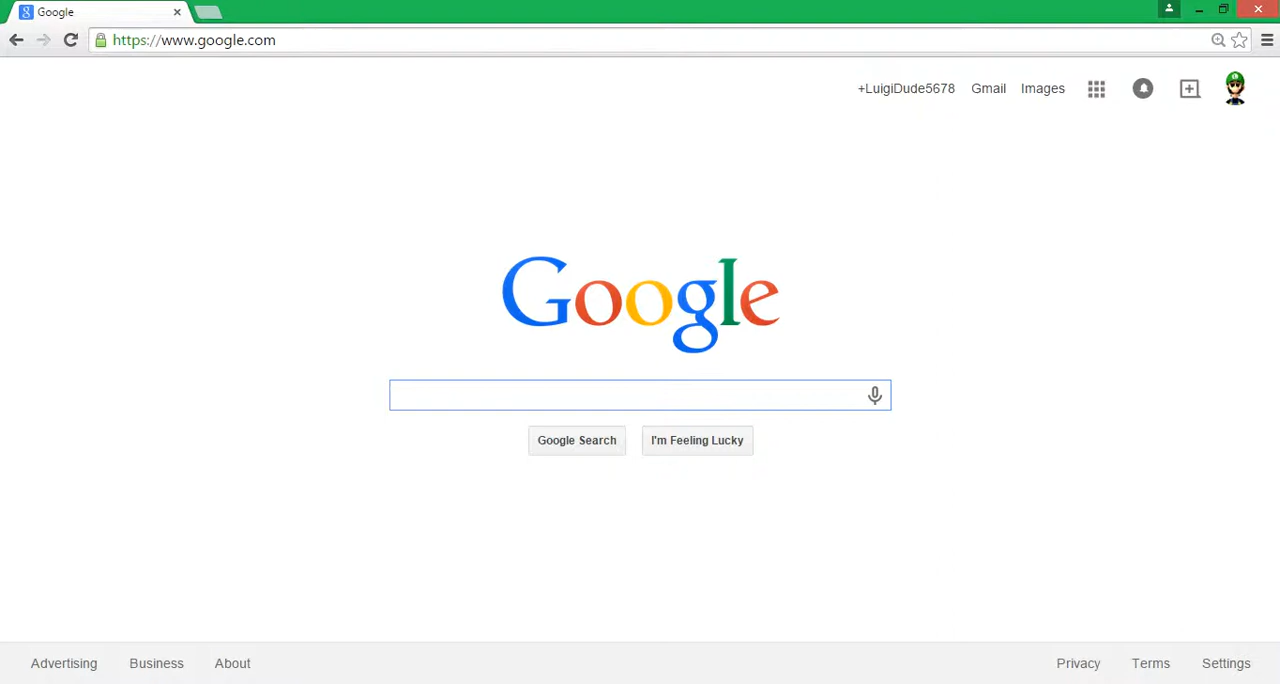 Google
https://www.google.com
+LuigiDude5678 Gmail Images
Google
Google Search I'm Feeling Lucky
Advertising Business About Privacy Terms Settings